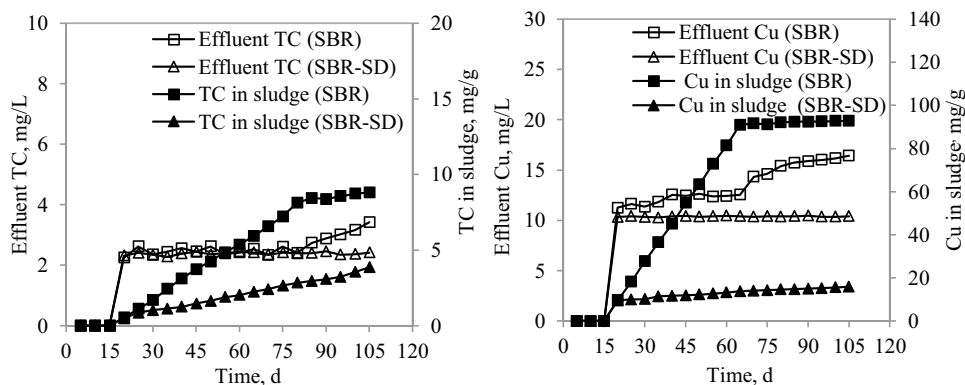 10
8
6
4
2
0
Effluent TC, mg/L
Effluent TC (SBR)
Effluent TC (SBR-SD)
TC in sludge (SBR)
TC in sludge (SBR-SD)
20
15
10
5
0
TC in sludge, mg/g
0 15 30 45 60 75 90 105 120
Time, d
30
25
20
15
10
5
0
Effluent Cu, mg/L
Effluent Cu (SBR)
Effluent Cu (SBR-SD)
Cu in sludge (SBR)
Cu in sludge (SBR-SD)
140
120
100
80
60
40
20
0
Cu in sludge, mg/g
0 15 30 45 60 75 90 105 120
Time, d